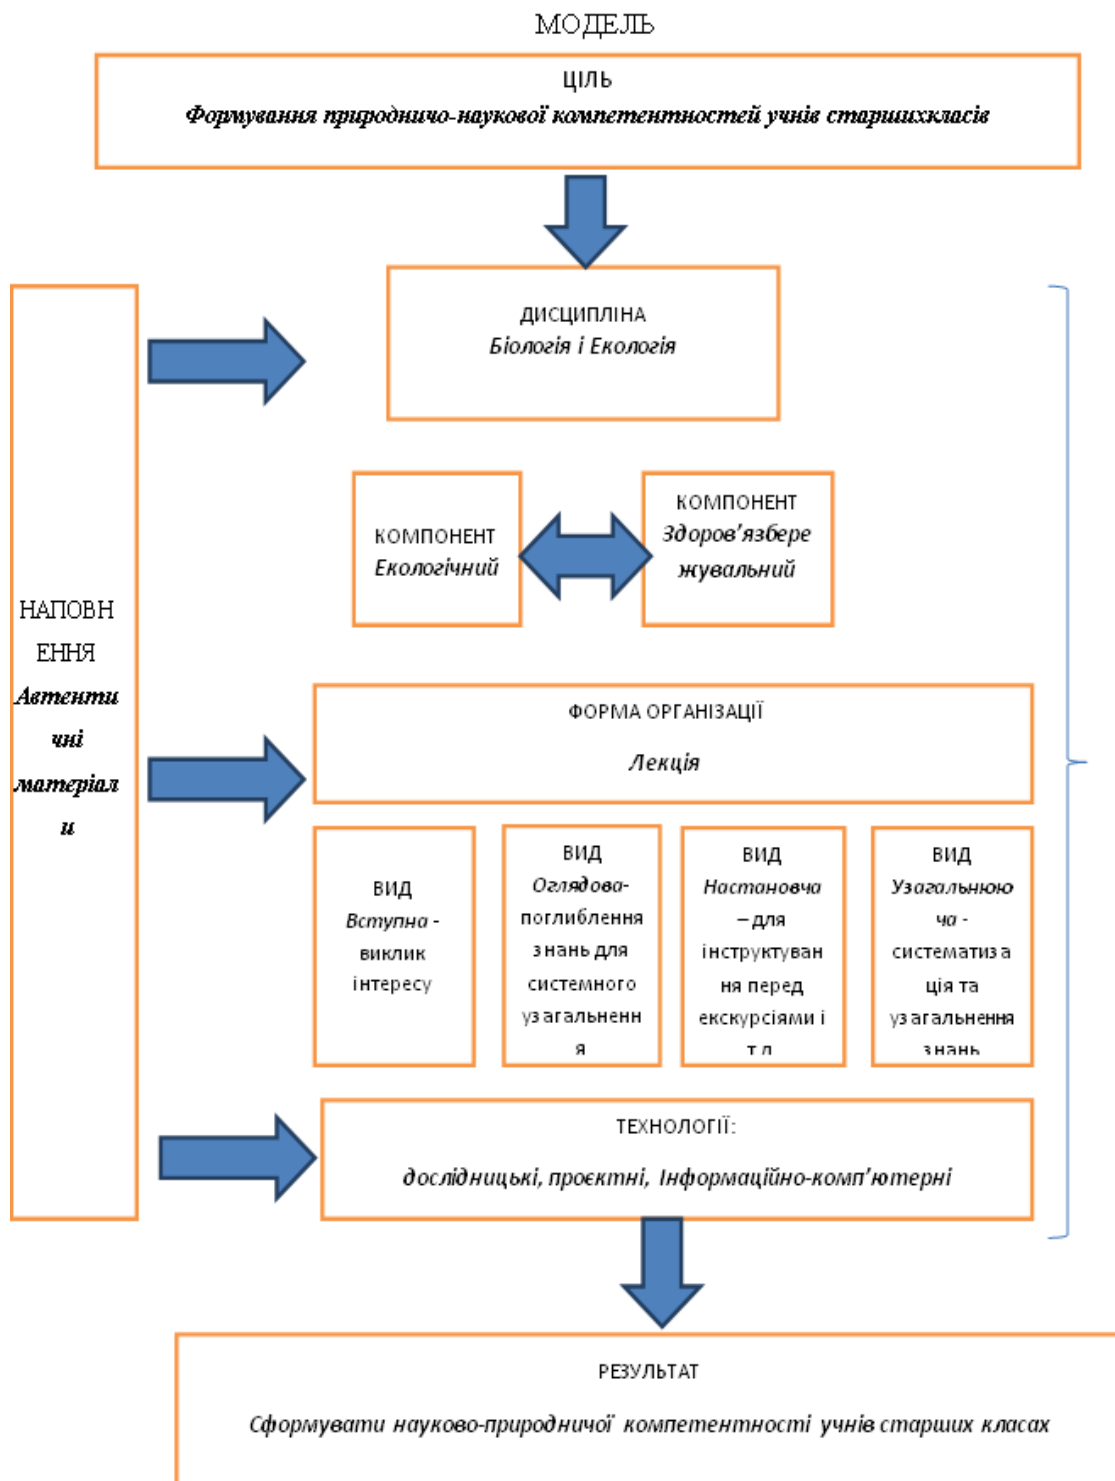 МОДЕЛЬ
ЦІЛЬ
Формування природничо-наукової компетентностей учнів старшихкласів
ДИСЦИПЛІНА
Біологія і Екологія
КОМПОНЕНТ
Екологічний
КОМПОНЕНТ
Здоров’язбере
жувальний
НАПОВН
ЕННЯ
Автенти
чні
матеріал
и
ФОРМА ОРГАНІЗАЦІЇ
Лекція
ВИД
Вступна -
виклик
інтересу
ВИД
Оглядова-
поглиблення
знань для
системного
узагальненн
я
ВИД
Настановча
– для
інструктуван
ня перед
екскурсіями і
т д
ВИД
Узагальнюю
ча -
систематиза
ція та
узагальнення
знань
ТЕХНОЛОГІЇ:
дослідницькі, проєктні, Інформаційно-комп’ютерні
РЕЗУЛЬТАТ
Сформувати науково-природничої компетентності учнів старших класах